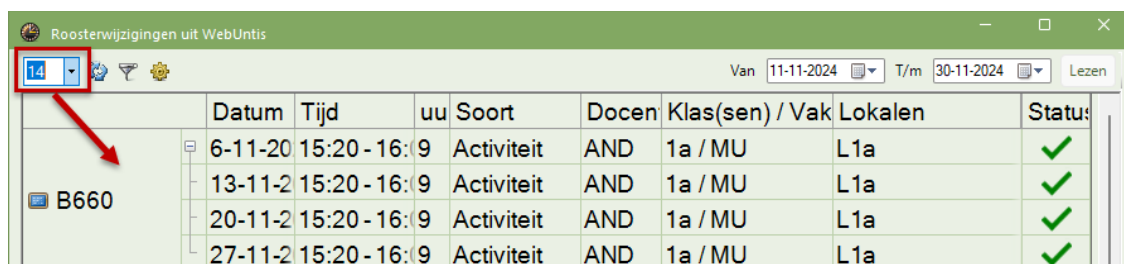 Roosterwijzigingen uit WebUntis
14 Van 11-11-2024 T/m 30-11-2024 Lezen
Datum Tijd uu Soort Docen Klas(sen) / Vak Lokalen Status
6-11-20 15:20 - 16: 9 Activiteit AND 1a / MU L1a
13-11-2 15:20 - 16: 9 Activiteit AND 1a / MU L1a
B660
20-11-2 15:20 - 16: 9 Activiteit AND 1a / MU L1a
27-11-2 15:20 - 16: 9 Activiteit AND 1a / MU L1a